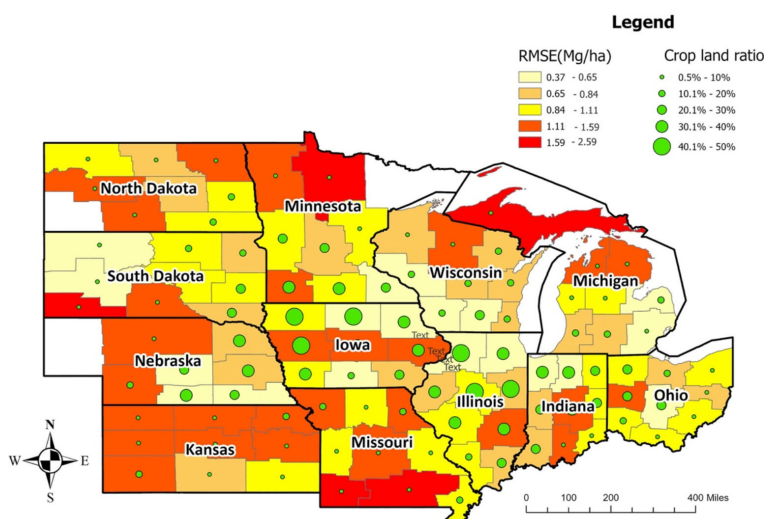 Legend
RMSE(Mg/ha)
Crop land ratio
0.37 - 0.65
0.65 - 0.84
0.84 - 1.11
1.11 - 1.59
1.59 - 2.59
0.5% - 10%
10.1% - 20%
20.1% - 30%
30.1% - 40%
40.1% - 50%
North Dakota
Minnesota
South Dakota
Wisconsin
Michigan
Nebraska
Iowa
Text
Text
Text
Illinois
Indiana
Ohio
Kansas
Missouri
N
W E
S
0 100 200 400 Miles